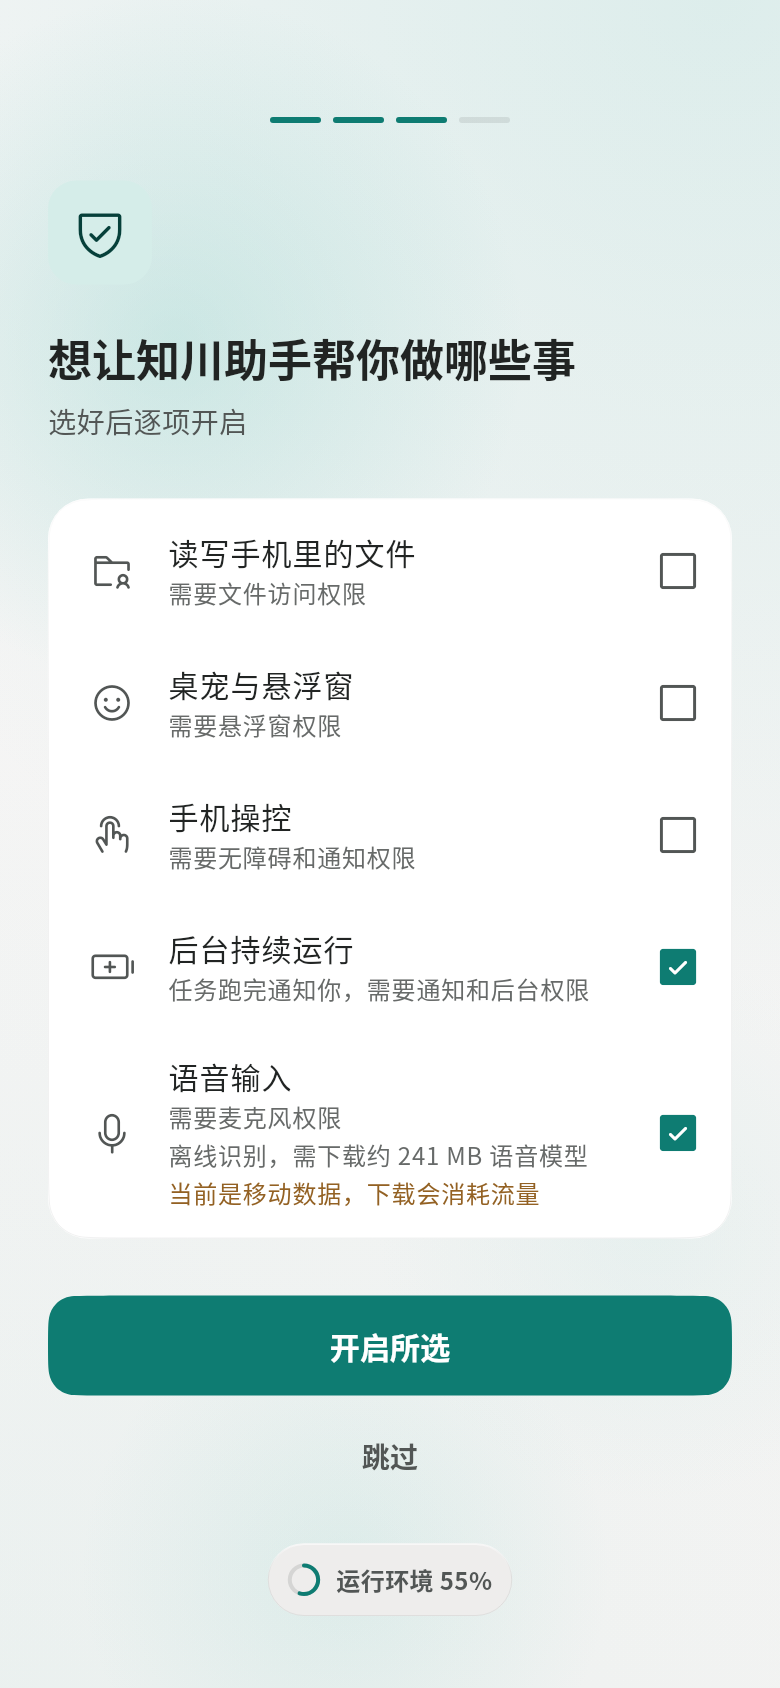 想让知川助手帮你做哪些事
选好后逐项开启
读写手机里的文件
需要文件访问权限
桌宠与悬浮窗
需要悬浮窗权限
手机操控
需要无障碍和通知权限
后台持续运行
任务跑完通知你，需要通知和后台权限
语音输入
需要麦克风权限
离线识别，需下载约 241 MB 语音模型
当前是移动数据，下载会消耗流量
开启所选
跳过
运行环境 55%